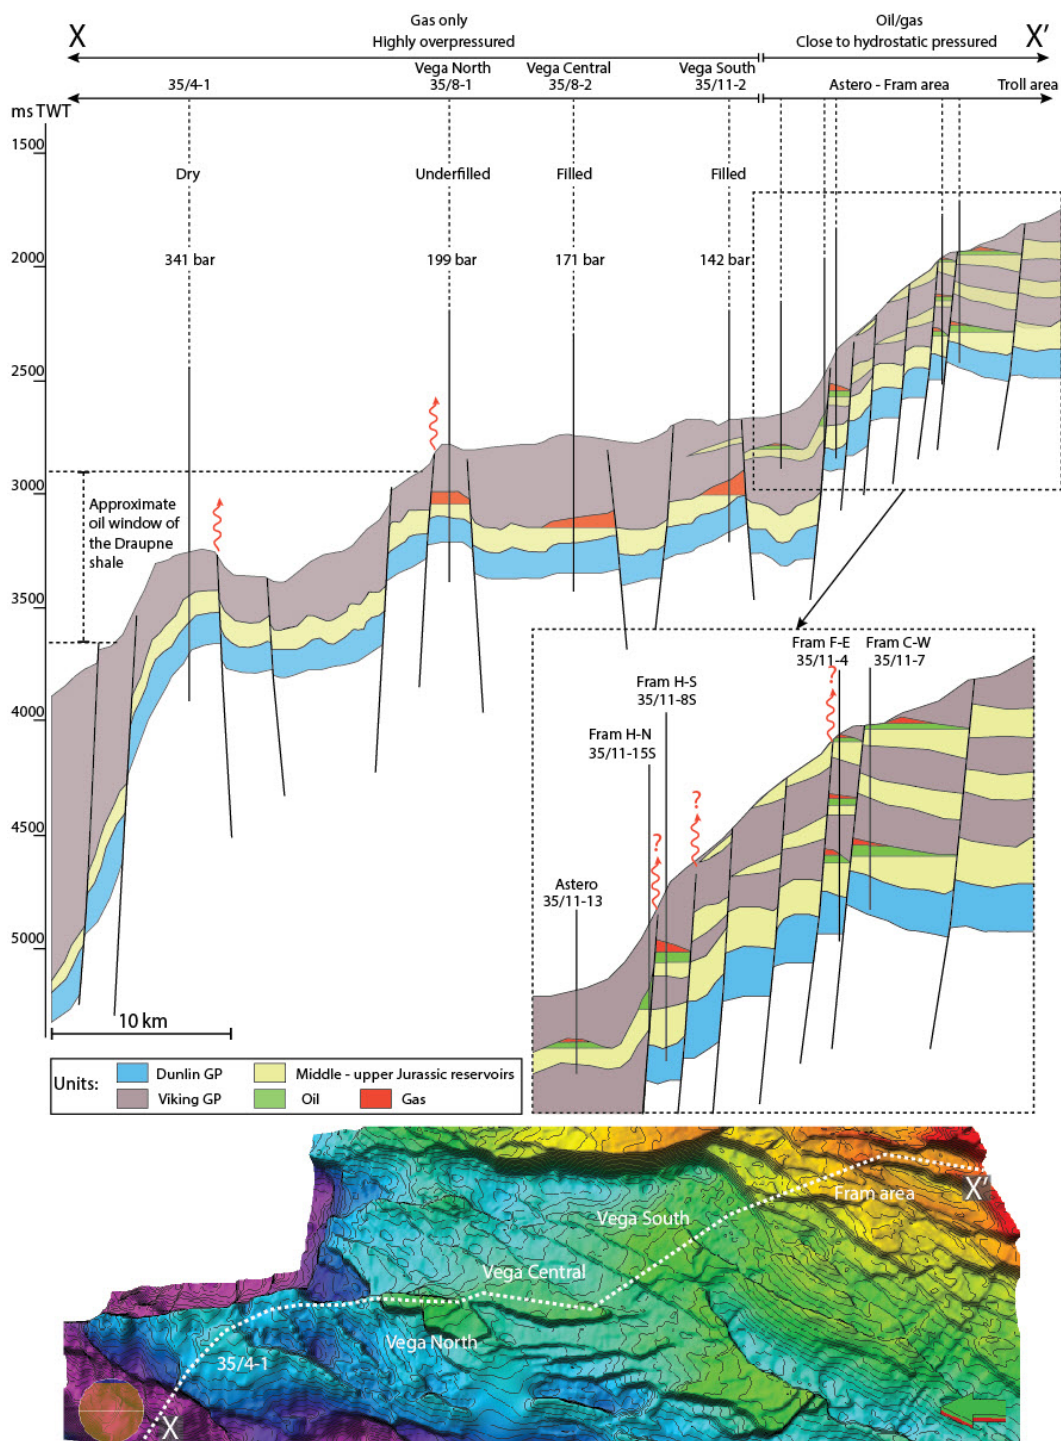 X
Gas only
Highly overpressured
Oil/gas
Close to hydrostatic pressured
X'
35/4-1
Vega North
35/8-1
Vega Central
35/8-2
Vega South
35/11-2
Astero - Fram area
Troll area
ms TWT
1500
2000
2500
3000
3500
4000
4500
5000
Dry
Underfilled
Filled
Filled
341 bar
199 bar
171 bar
142 bar
Approximate
oil window of
the Draupne
shale
10 km
Fram F-E
35/11-4
Fram C-W
35/11-7
Fram H-S
35/11-8S
Fram H-N
35/11-15S
Astero
35/11-13
?
?
?
Units:
Dunlin GP
Middle - upper Jurassic reservoirs
Viking GP
Oil
Gas
X'
Fram area
Vega South
Vega Central
Vega North
35/4-1
X